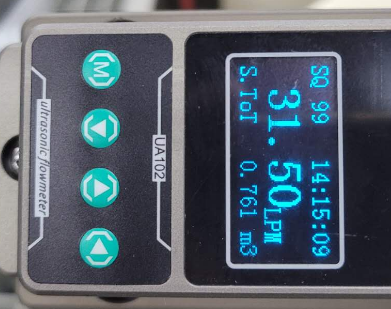 SQ 99 14:15:09
31.50LPM
S.ToT 0.761 m3
UA102
M
ultrasonic flowmeter